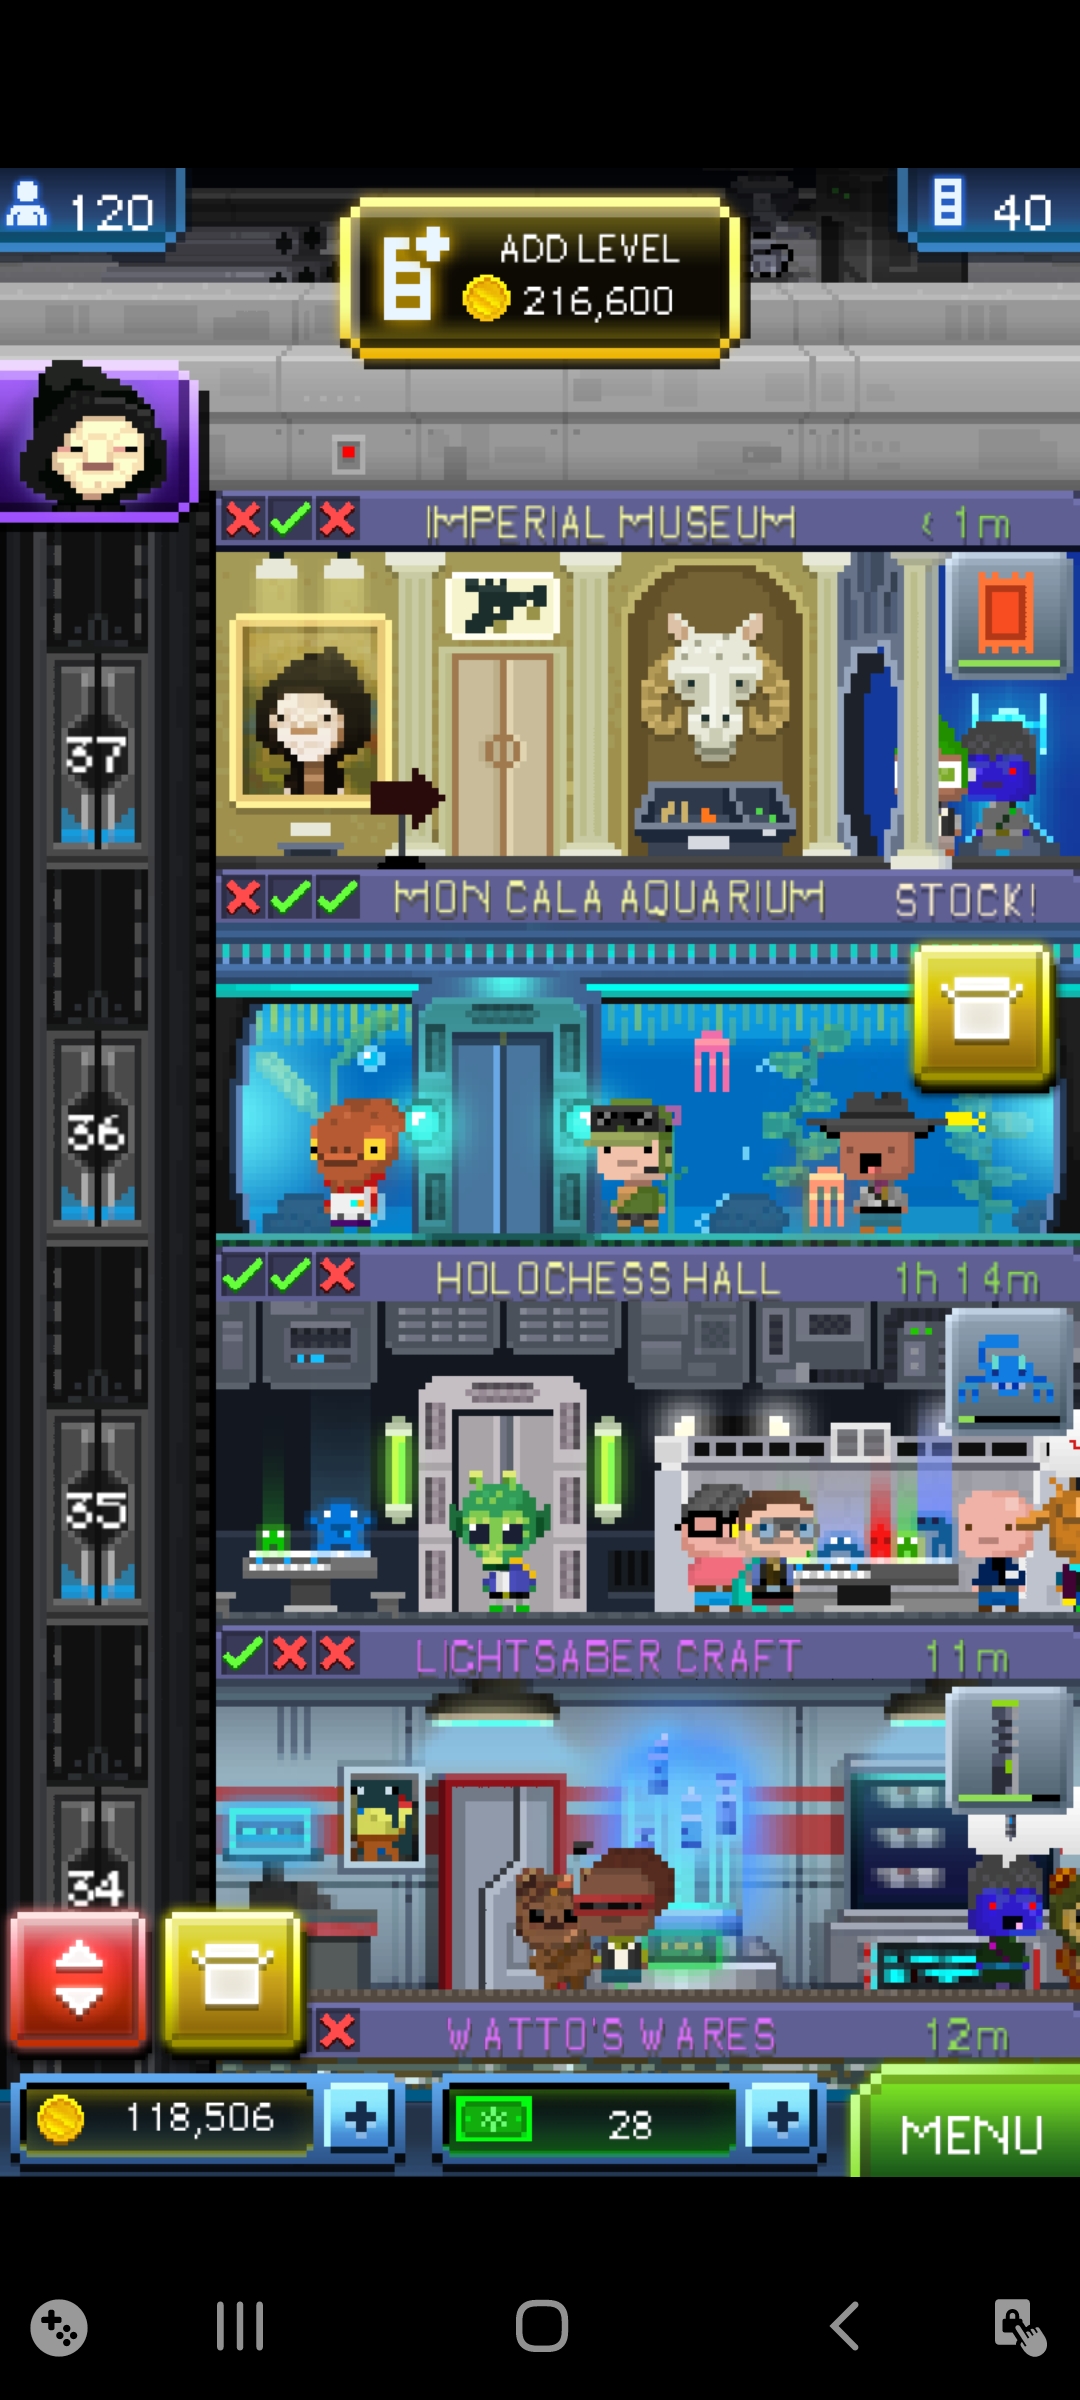 120
40
ADD LEVEL
216,600
IMPERIAL MUSEUM < 1m
37
MON CALA AQUARIUM STOCK!
36
HOLOCHESS HALL 1h 14m
35
LIGHTSABER CRAFT 11m
34
WATTO'S WARES 12m
118,506
28
MENU